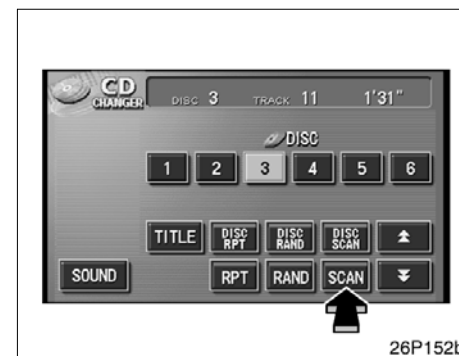 CD
CHANGER
DISC 3 TRACK 11 1'31"
DISC
1 2 3 4 5 6
TITLE DISC RPT DISC RAND DISC SCAN
SOUND RPT RAND SCAN
26P152b